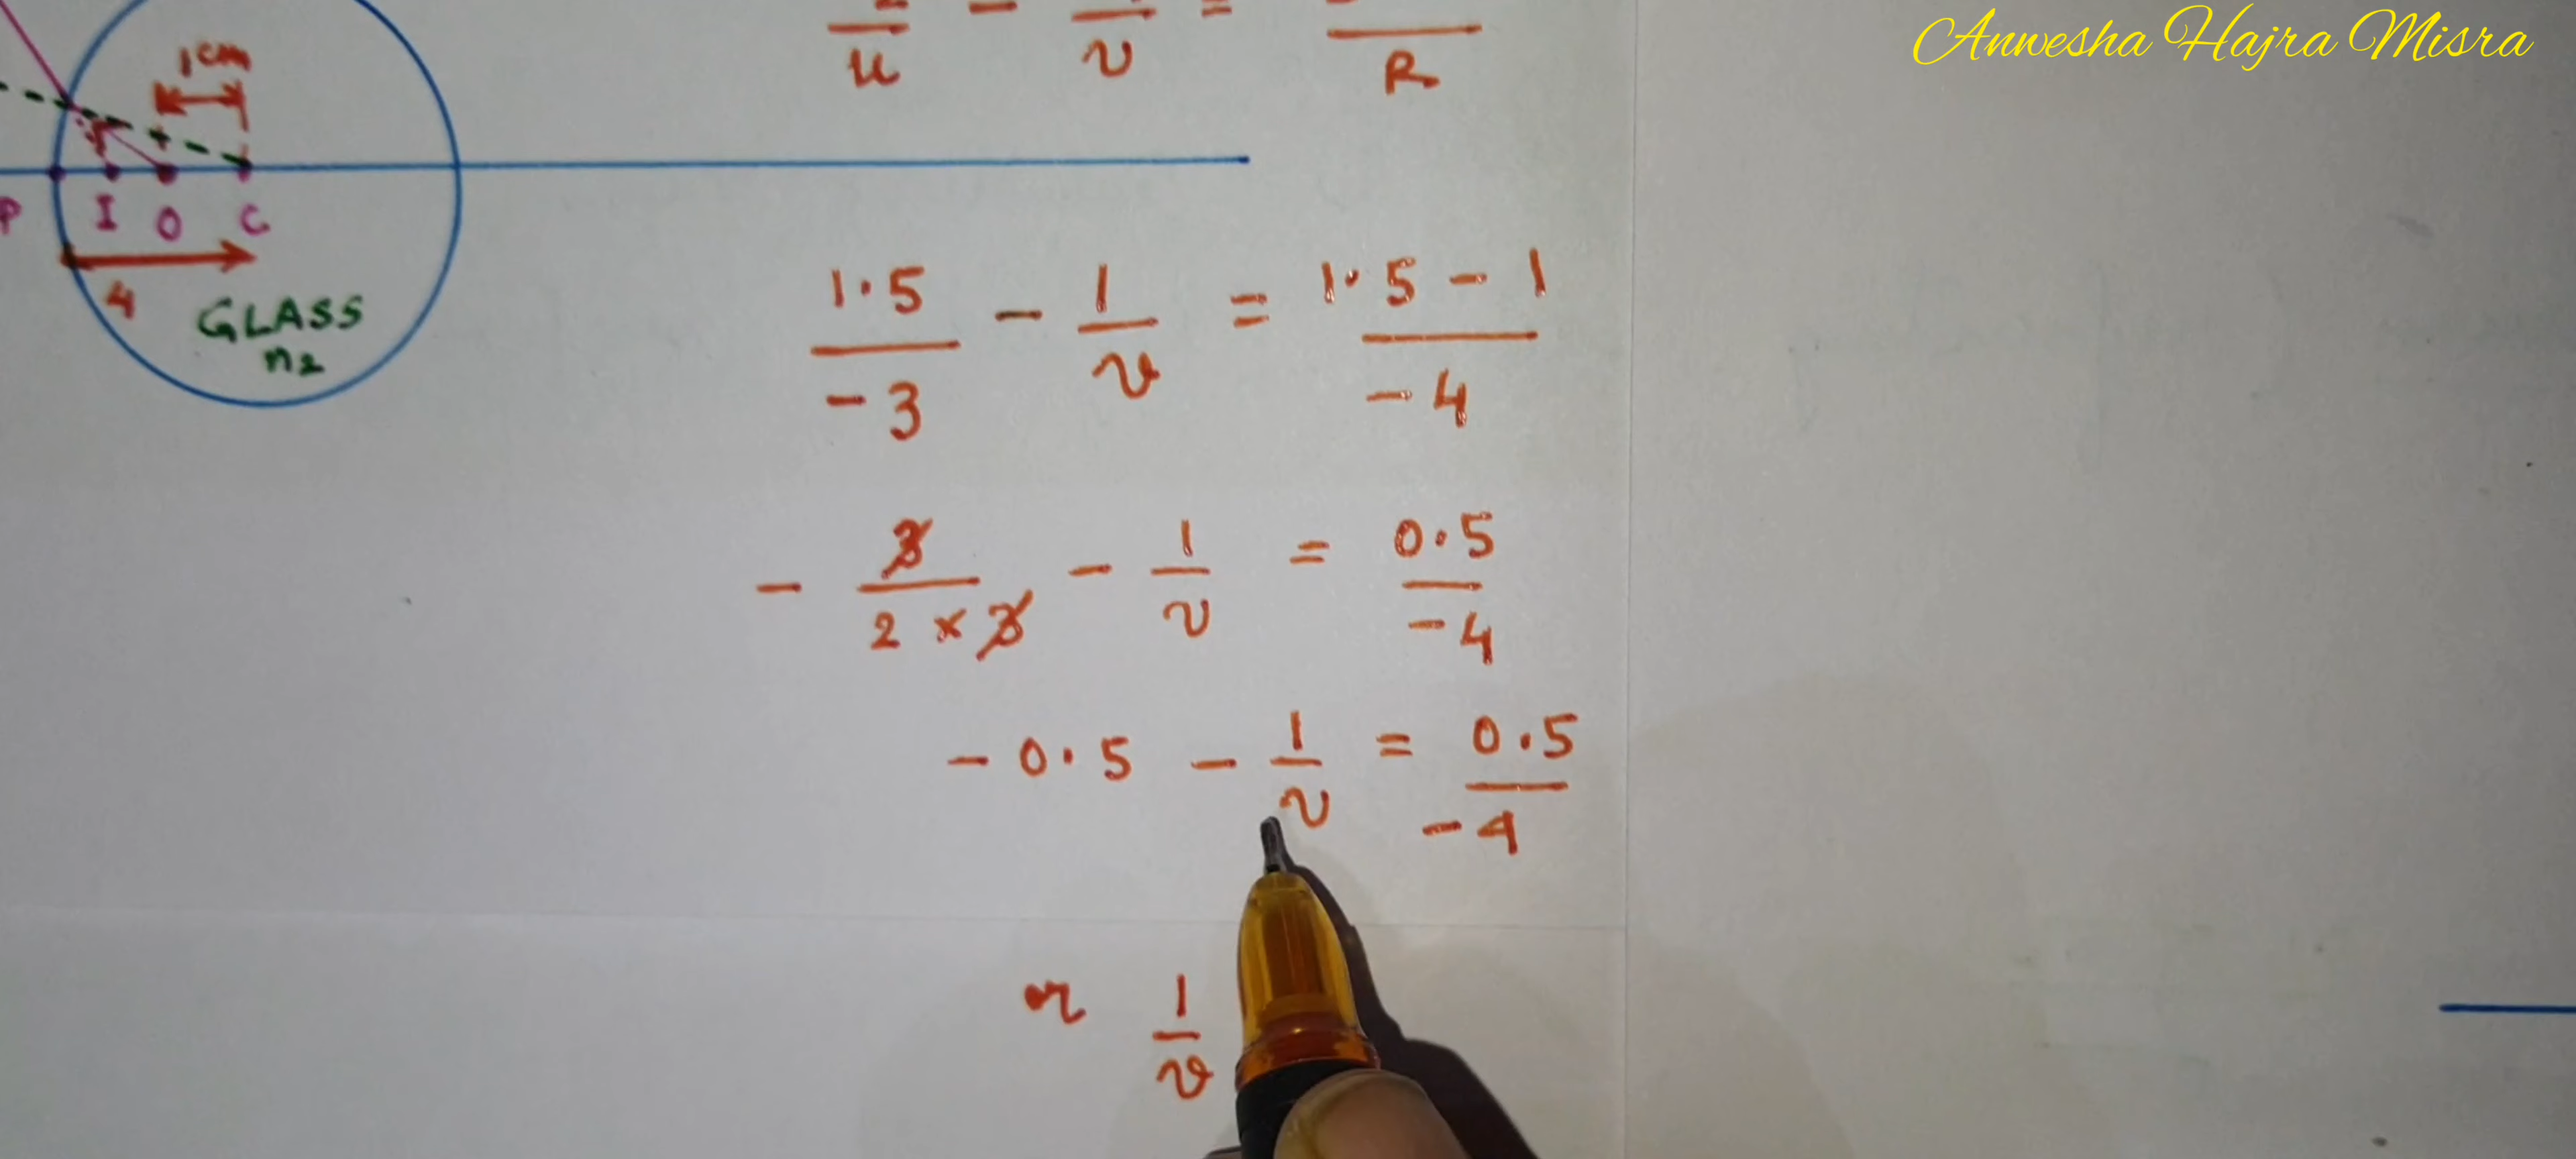 Anwesha Hajra Misra
u - v = R
1cm
P I O C
4
GLASS
n2
1.5/-3 - 1/v = 1.5-1/-4
- 3/2×3 - 1/v = 0.5/-4
-0.5 - 1/v = 0.5/-4
or 1/v